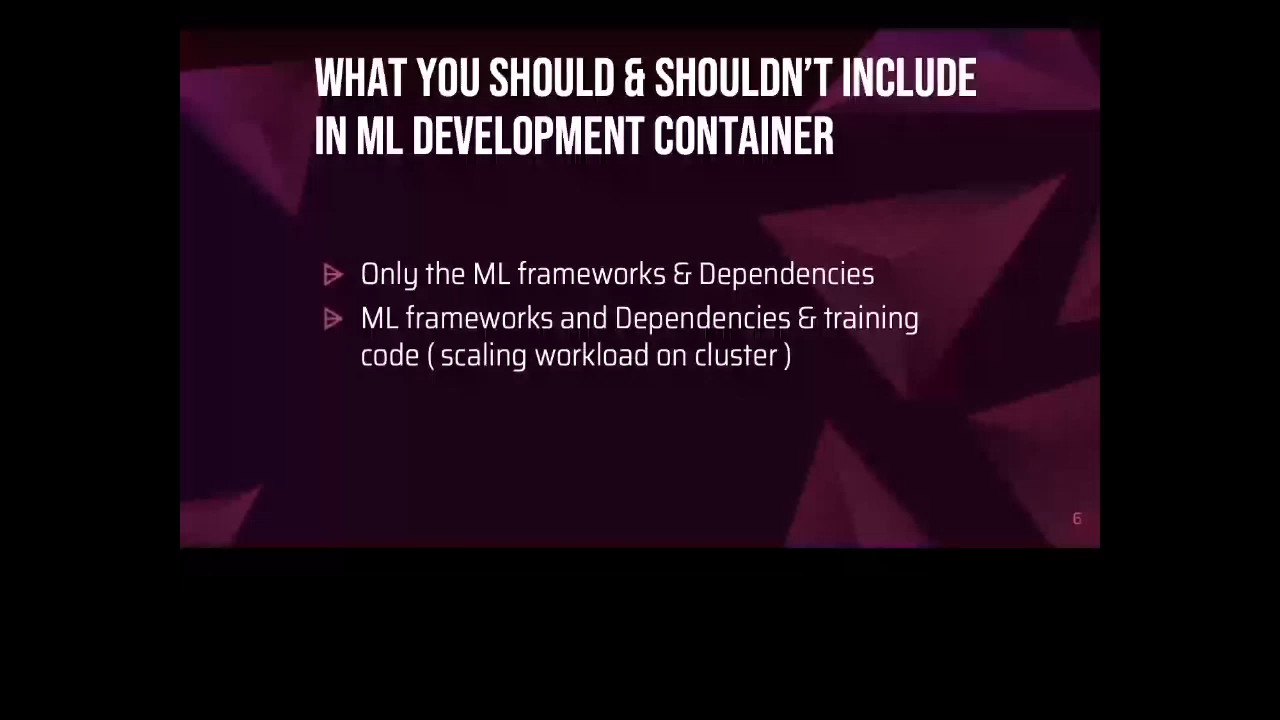 WHAT YOU SHOULD & SHOULDN'T INCLUDE
IN ML DEVELOPMENT CONTAINER
Only the ML frameworks & Dependencies
ML frameworks and Dependencies & training
code ( scaling workload on cluster )
6